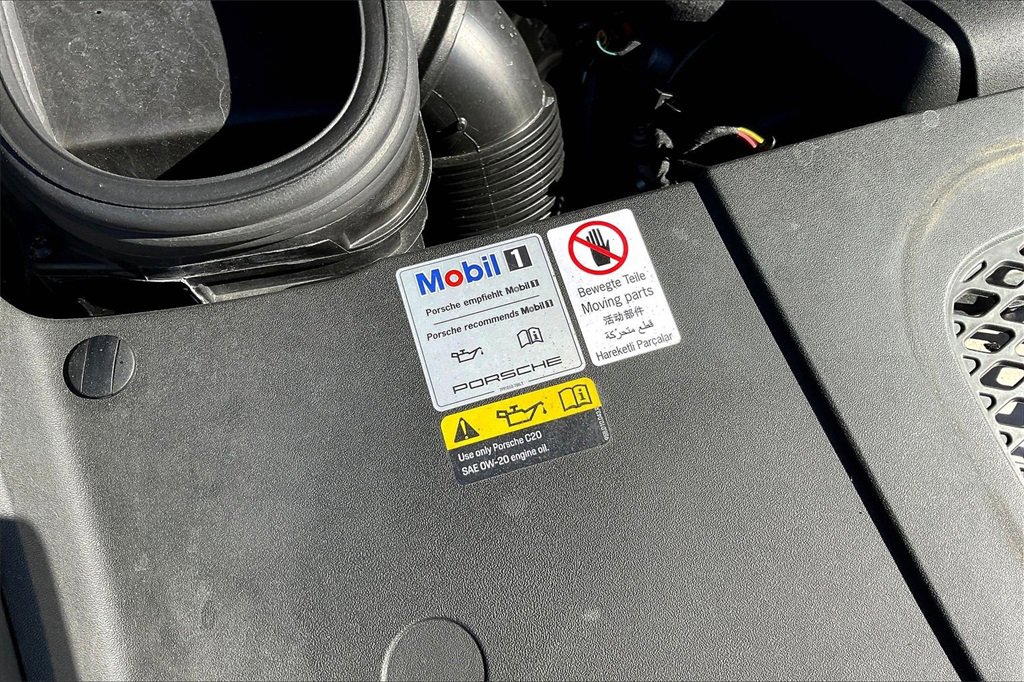 Mobil 1
Porsche empfiehlt Mobil 1
Porsche recommends Mobil 1
PORSCHE
Bewegte Teile
Moving parts
活动部件
قطع متحركة
Hareketli Parçalar
Use only Porsche C20
SAE 0W-20 engine oil.